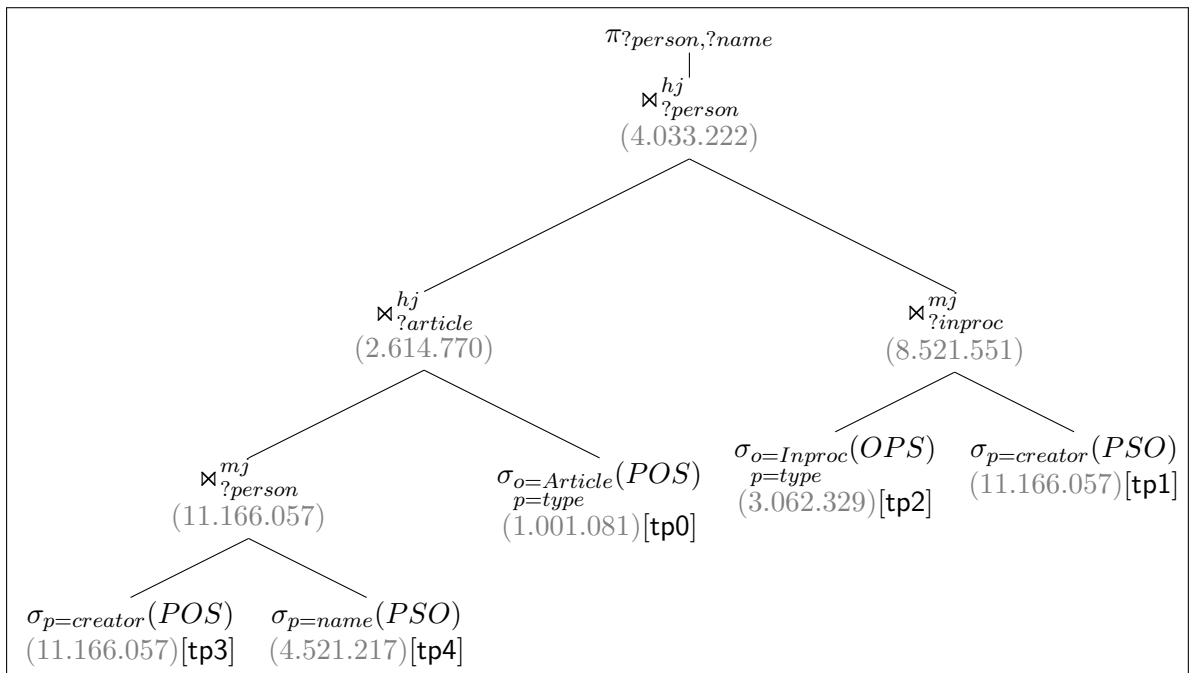 π?person,?name
⋈hj?person
(4.033.222)
⋈hj?article
(2.614.770)
⋈mj?inproc
(8.521.551)
⋈mj?person
(11.166.057)
σo=Article(POS)
p=type
(1.001.081)[tp0]
σo=Inproc(OPS)
p=type
(3.062.329)[tp2]
σp=creator(PSO)
(11.166.057)[tp1]
σp=creator(POS)
(11.166.057)[tp3]
σp=name(PSO)
(4.521.217)[tp4]